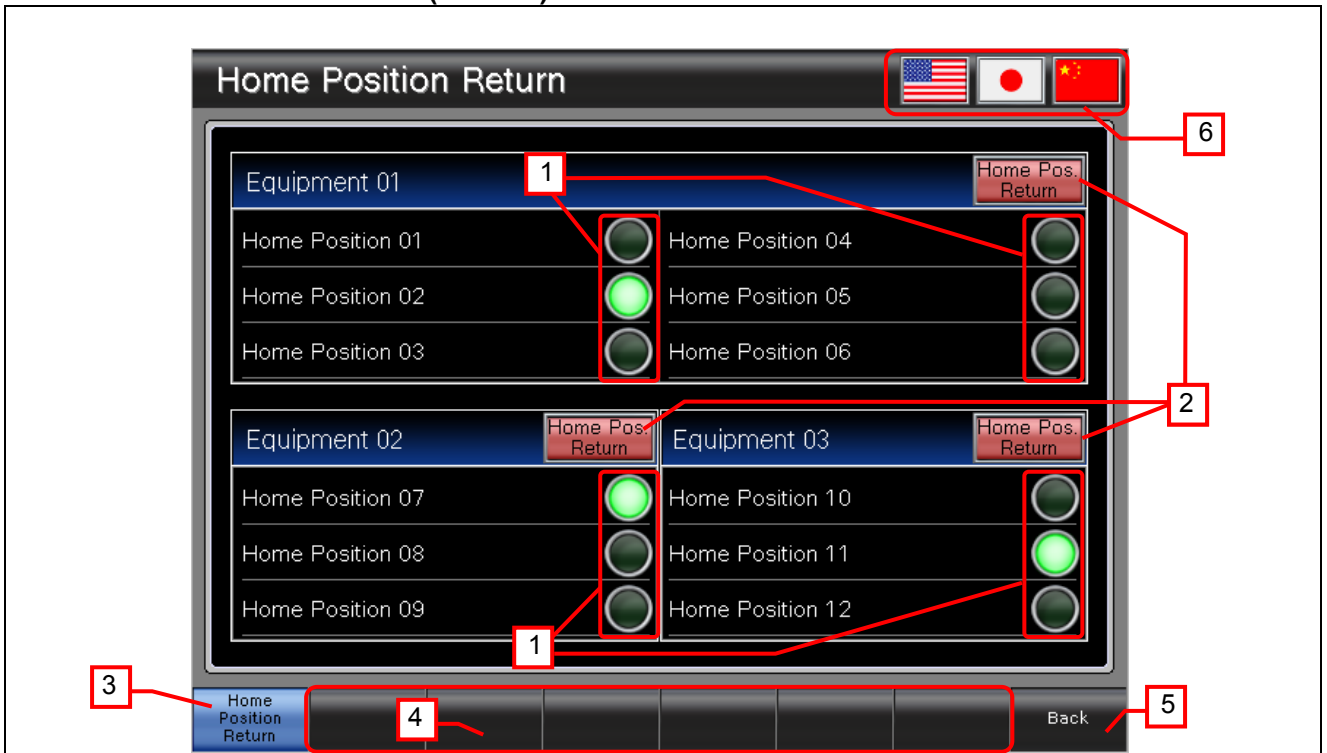 Home Position Return
6
Equipment 01
1
Home Pos.
Return
Home Position 01
Home Position 04
Home Position 02
Home Position 05
Home Position 03
Home Position 06
2
Equipment 02
Home Pos.
Return
Equipment 03
Home Pos.
Return
Home Position 07
Home Position 10
Home Position 08
Home Position 11
Home Position 09
Home Position 12
1
3
Home
Position
Return
4
Back
5